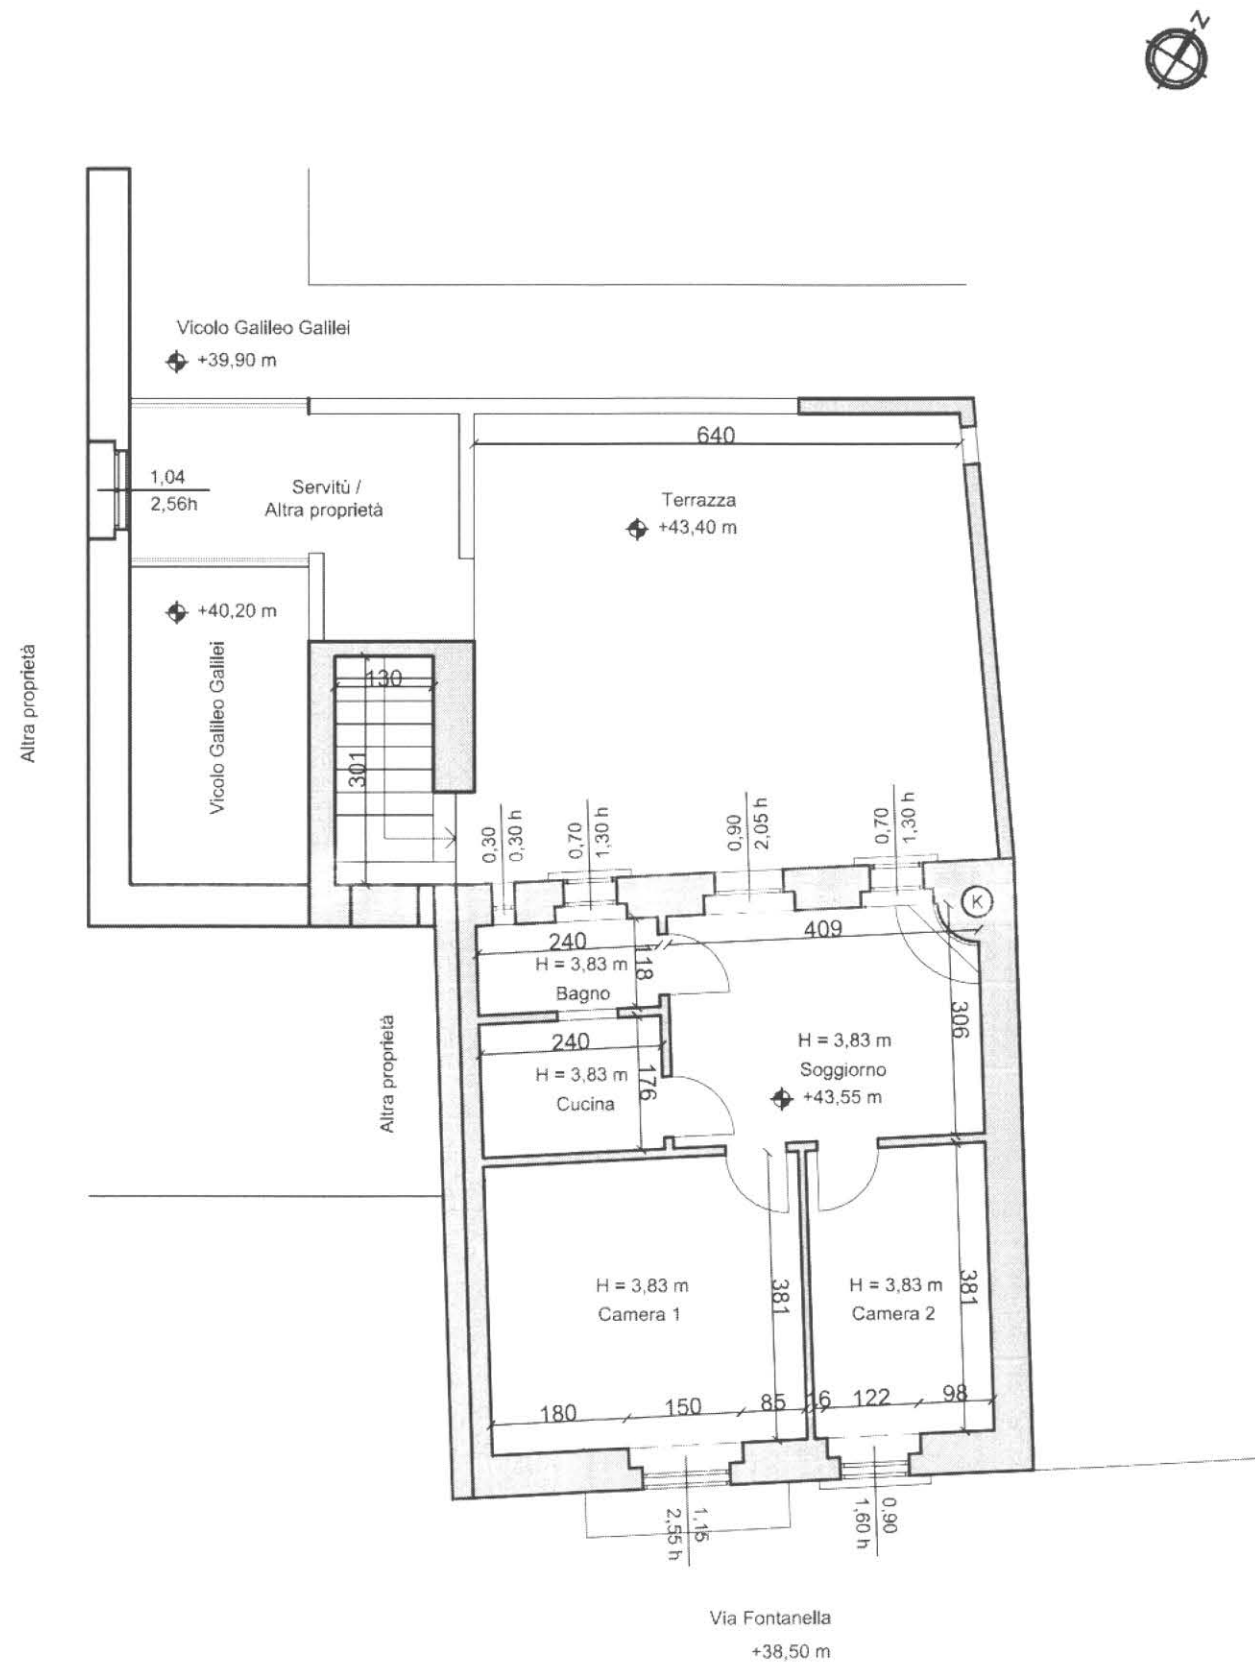 N
Vicolo Galileo Galilei
+39,90 m
640
1,04
2,56h
Servitù /
Altra proprietà
Terrazza
+43,40 m
+40,20 m
Vicolo Galileo Galilei
Altra proprietà
130
301
0,30
0,30 h
0,70
1,30 h
0,90
2,05 h
0,70
1,30 h
K
240
118
409
H = 3,83 m
Bagno
306
240
176
H = 3,83 m
Cucina
H = 3,83 m
Soggiorno
+43,55 m
Altra proprietà
H = 3,83 m
Camera 1
381
H = 3,83 m
Camera 2
381
180
150
85
16
122
98
1,15
2,55 h
0,90
1,60 h
Via Fontanella
+38,50 m